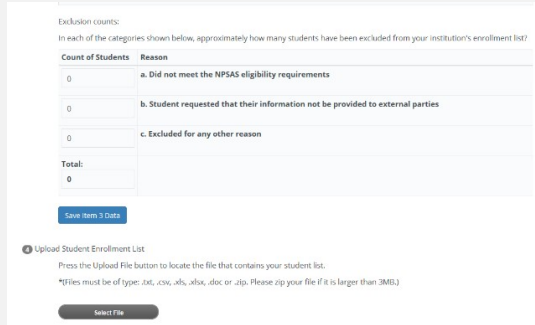 Exclusion counts:
In each of the categories shown below, approximately how many students have been excluded from your institution's enrollment list?
Count of Students Reason
0 a. Did not meet the NPSAS eligibility requirements
0 b. Student requested that their information not be provided to external parties
0 c. Excluded for any other reason
Total:
0
Save Item 3 Data
4 Upload Student Enrollment List
Press the Upload File button to locate the file that contains your student list.
*(Files must be of type: .txt, .csv, .xls, .xlsx, .doc or .zip. Please zip your file if it is larger than 3MB.)
Select File